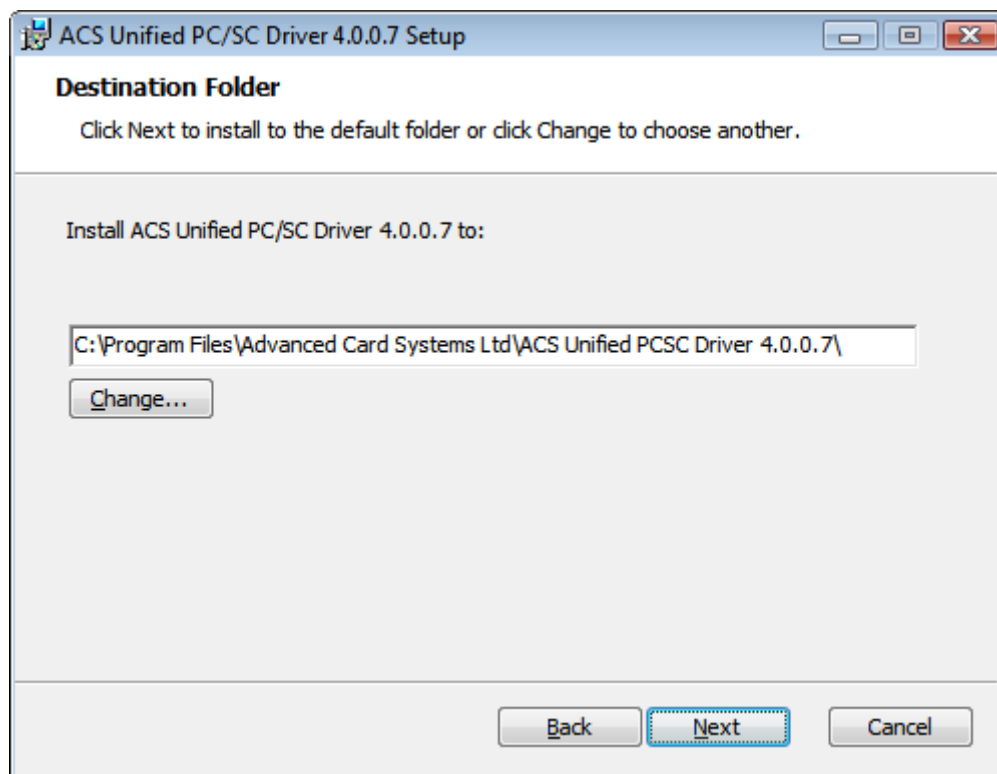 ACS Unified PC/SC Driver 4.0.0.7 Setup
Destination Folder
Click Next to install to the default folder or click Change to choose another.
Install ACS Unified PC/SC Driver 4.0.0.7 to:
C:\Program Files\Advanced Card Systems Ltd\ACS Unified PCSC Driver 4.0.0.7\
Change...
Back Next Cancel